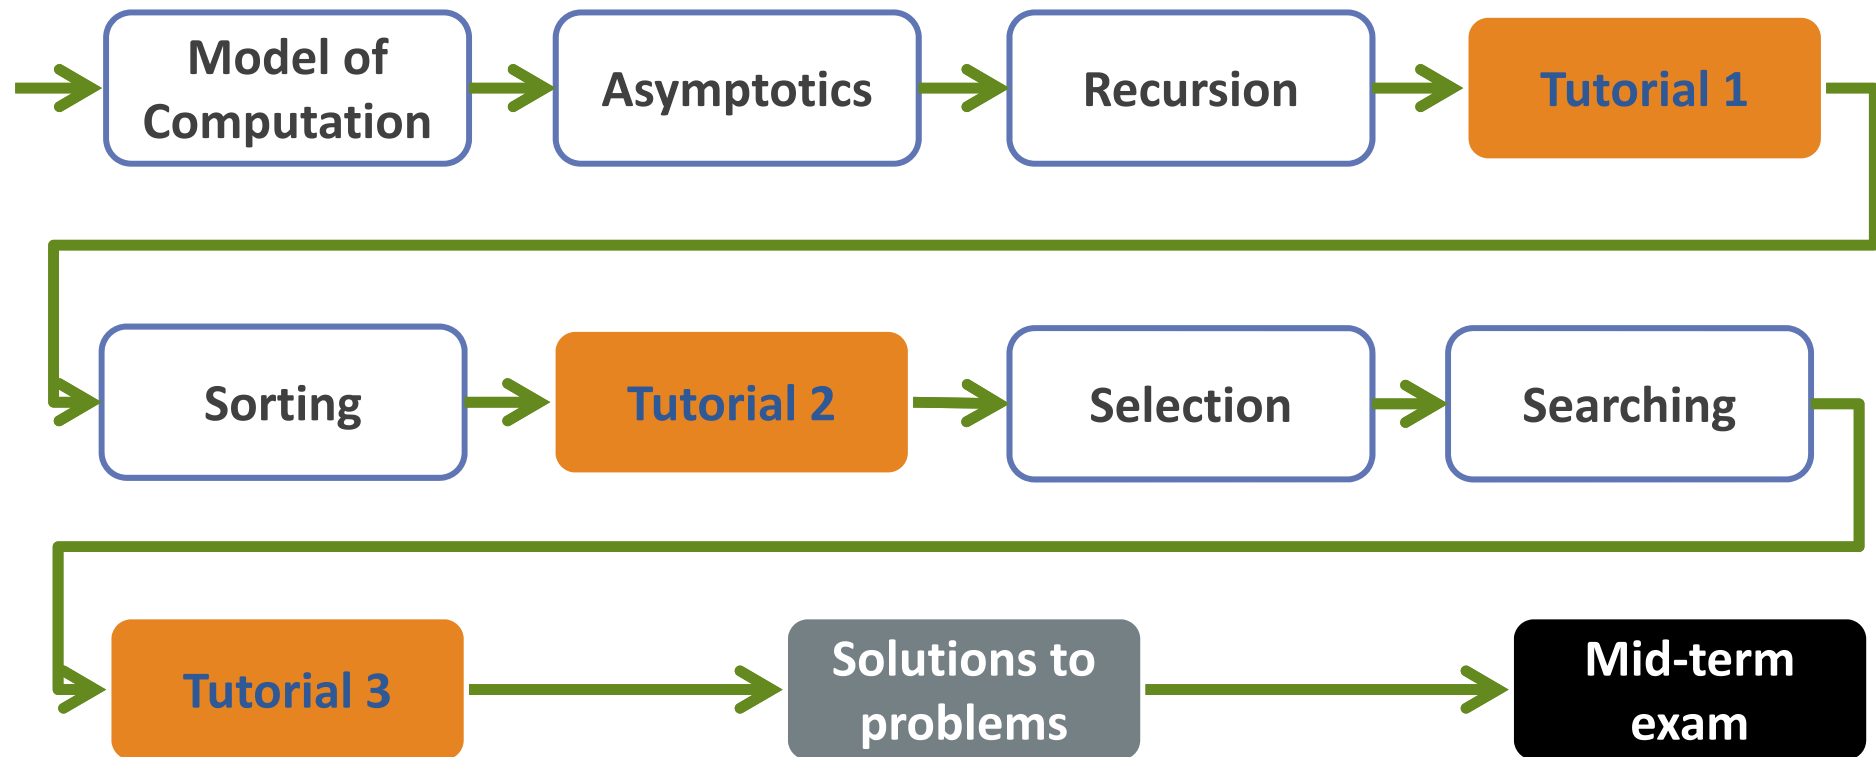 Model of
Computation
Asymptotics
Recursion
Tutorial 1
Sorting
Tutorial 2
Selection
Searching
Tutorial 3
Solutions to
problems
Mid-term
exam